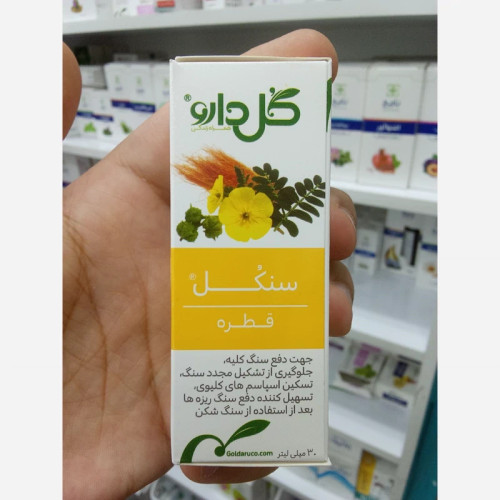 گل دارو®
سنگل®
قطره
جهت دفع سنگ کلیه،
جلوگیری از تشکیل مجدد سنگ،
تسکین اسپاسم های کلیوی،
تسهیل کننده دفع سنگ ریزه ها
بعد از استفاده از سنگ شکن
۳۰ میلی لیتر
Goldaruco.com